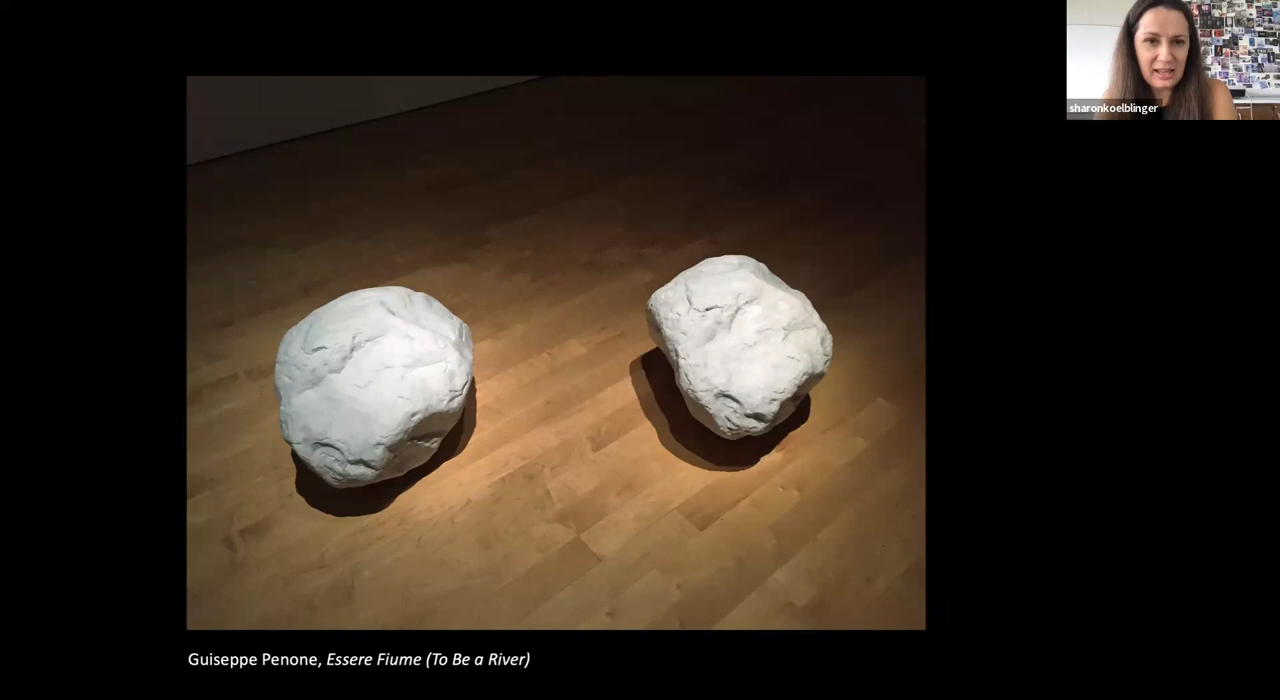 sharonkoelblinger
Guiseppe Penone, Essere Fiume (To Be a River)